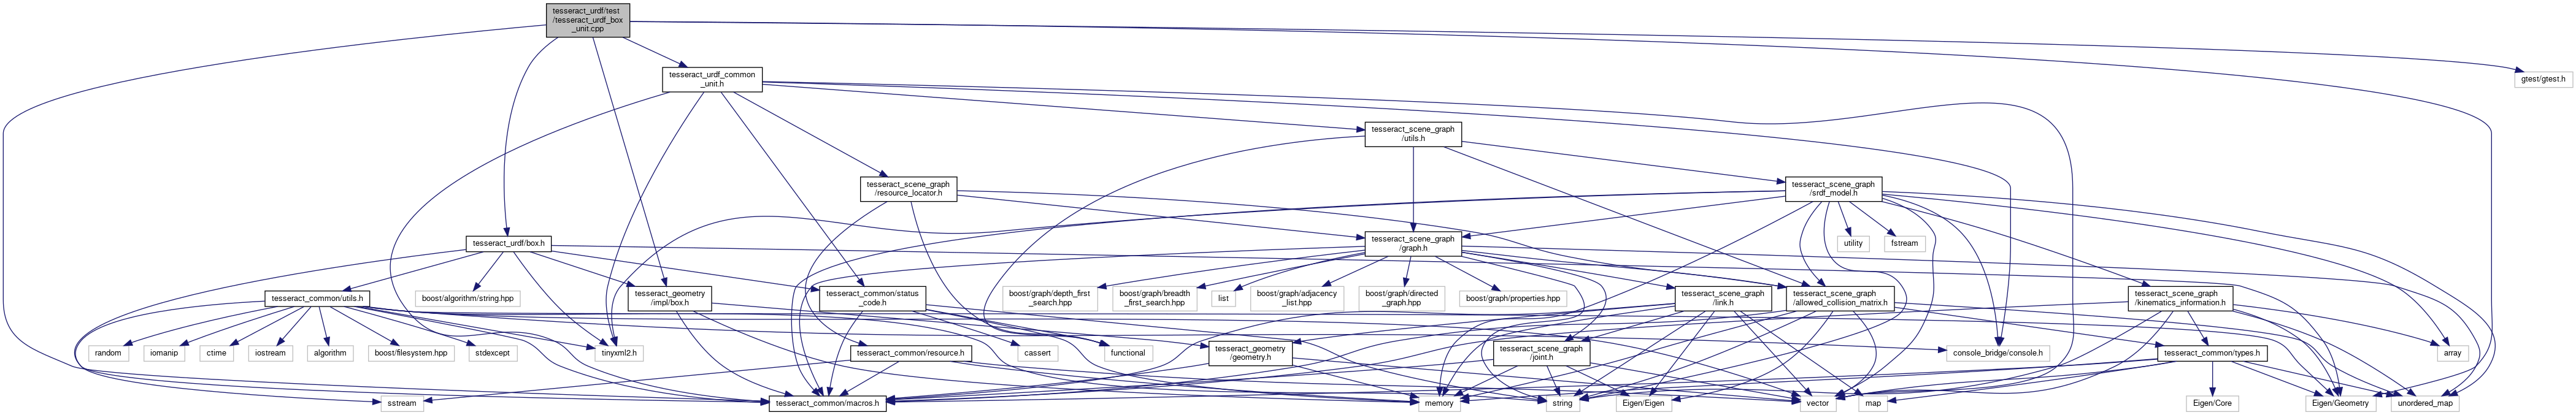 tesseract_urdf/test
/tesseract_urdf_box
_unit.cpp
tesseract_urdf_common
_unit.h
gtest/gtest.h
tesseract_scene_graph
/utils.h
tesseract_scene_graph
/resource_locator.h
tesseract_scene_graph
/srdf_model.h
tesseract_urdf/box.h
tesseract_scene_graph
/graph.h
utility
fstream
tesseract_common/utils.h
boost/algorithm/string.hpp
tesseract_geometry
/impl/box.h
tesseract_common/status
_code.h
boost/graph/depth_first
_search.hpp
boost/graph/breadth
_first_search.hpp
list
boost/graph/adjacency
_list.hpp
boost/graph/directed
_graph.hpp
boost/graph/properties.hpp
tesseract_scene_graph
/link.h
tesseract_scene_graph
/allowed_collision_matrix.h
tesseract_scene_graph
/kinematics_information.h
random
iomanip
ctime
iostream
algorithm
boost/filesystem.hpp
stdexcept
tinyxml2.h
tesseract_common/resource.h
cassert
functional
tesseract_geometry
/geometry.h
tesseract_scene_graph
/joint.h
console_bridge/console.h
tesseract_common/types.h
array
sstream
tesseract_common/macros.h
memory
string
Eigen/Eigen
vector
map
Eigen/Core
Eigen/Geometry
unordered_map